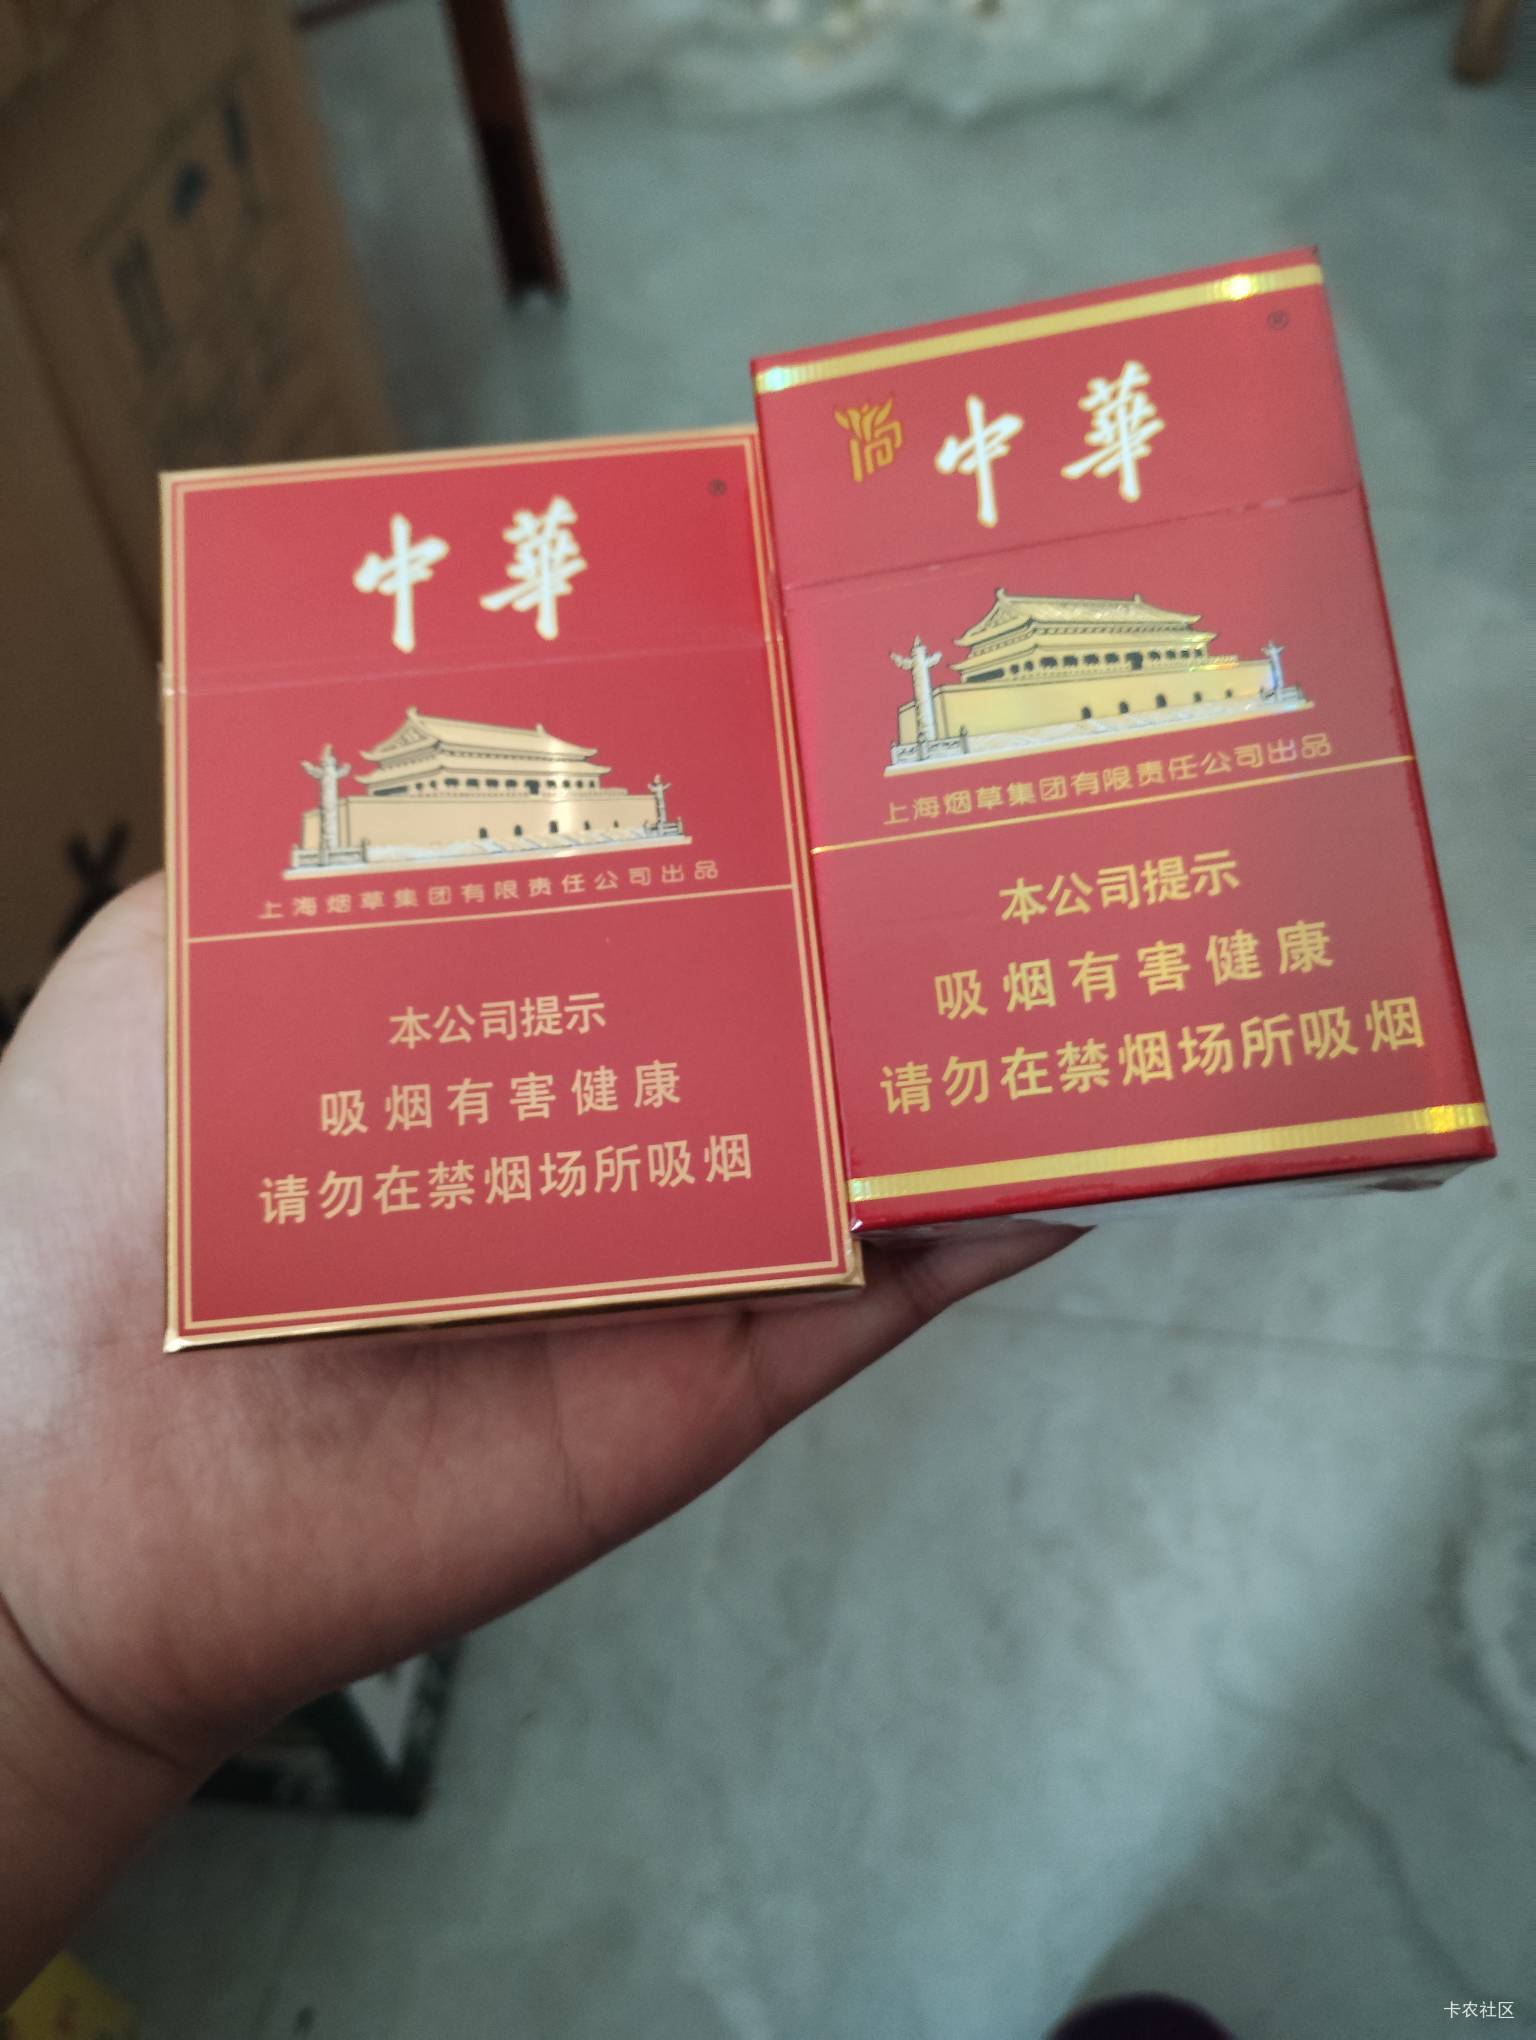 中華
®
上海烟草集团有限责任公司出品
本公司提示
吸烟有害健康
请勿在禁烟场所吸烟
尚中華
®
上海烟草集团有限责任公司出品
本公司提示
吸烟有害健康
请勿在禁烟场所吸烟
卡农社区